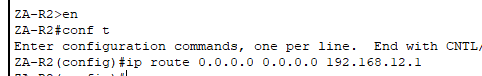 ZA-R2>en
ZA-R2#conf t
Enter configuration commands, one per line.  End with CNTL/
ZA-R2(config)#ip route 0.0.0.0 0.0.0.0 192.168.12.1